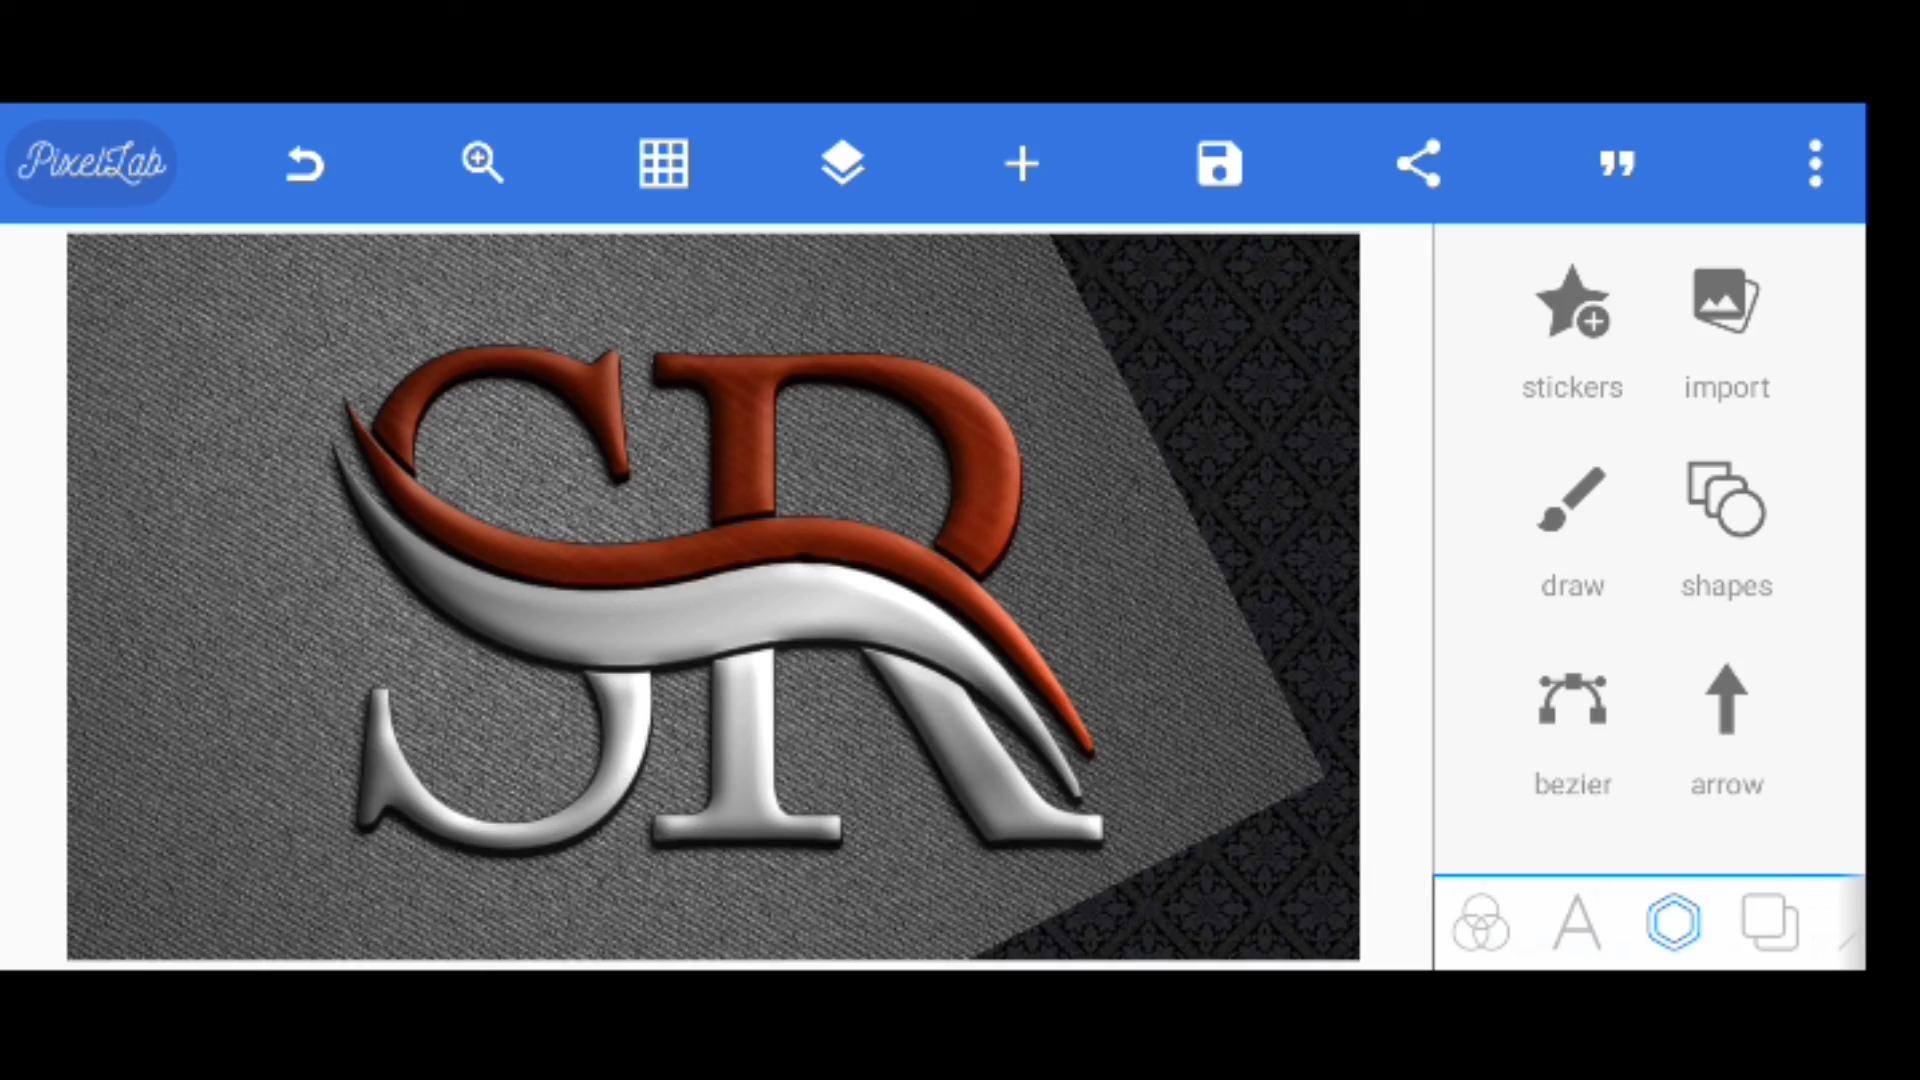 PixelLab
SR
stickers
import
draw
shapes
bezier
arrow